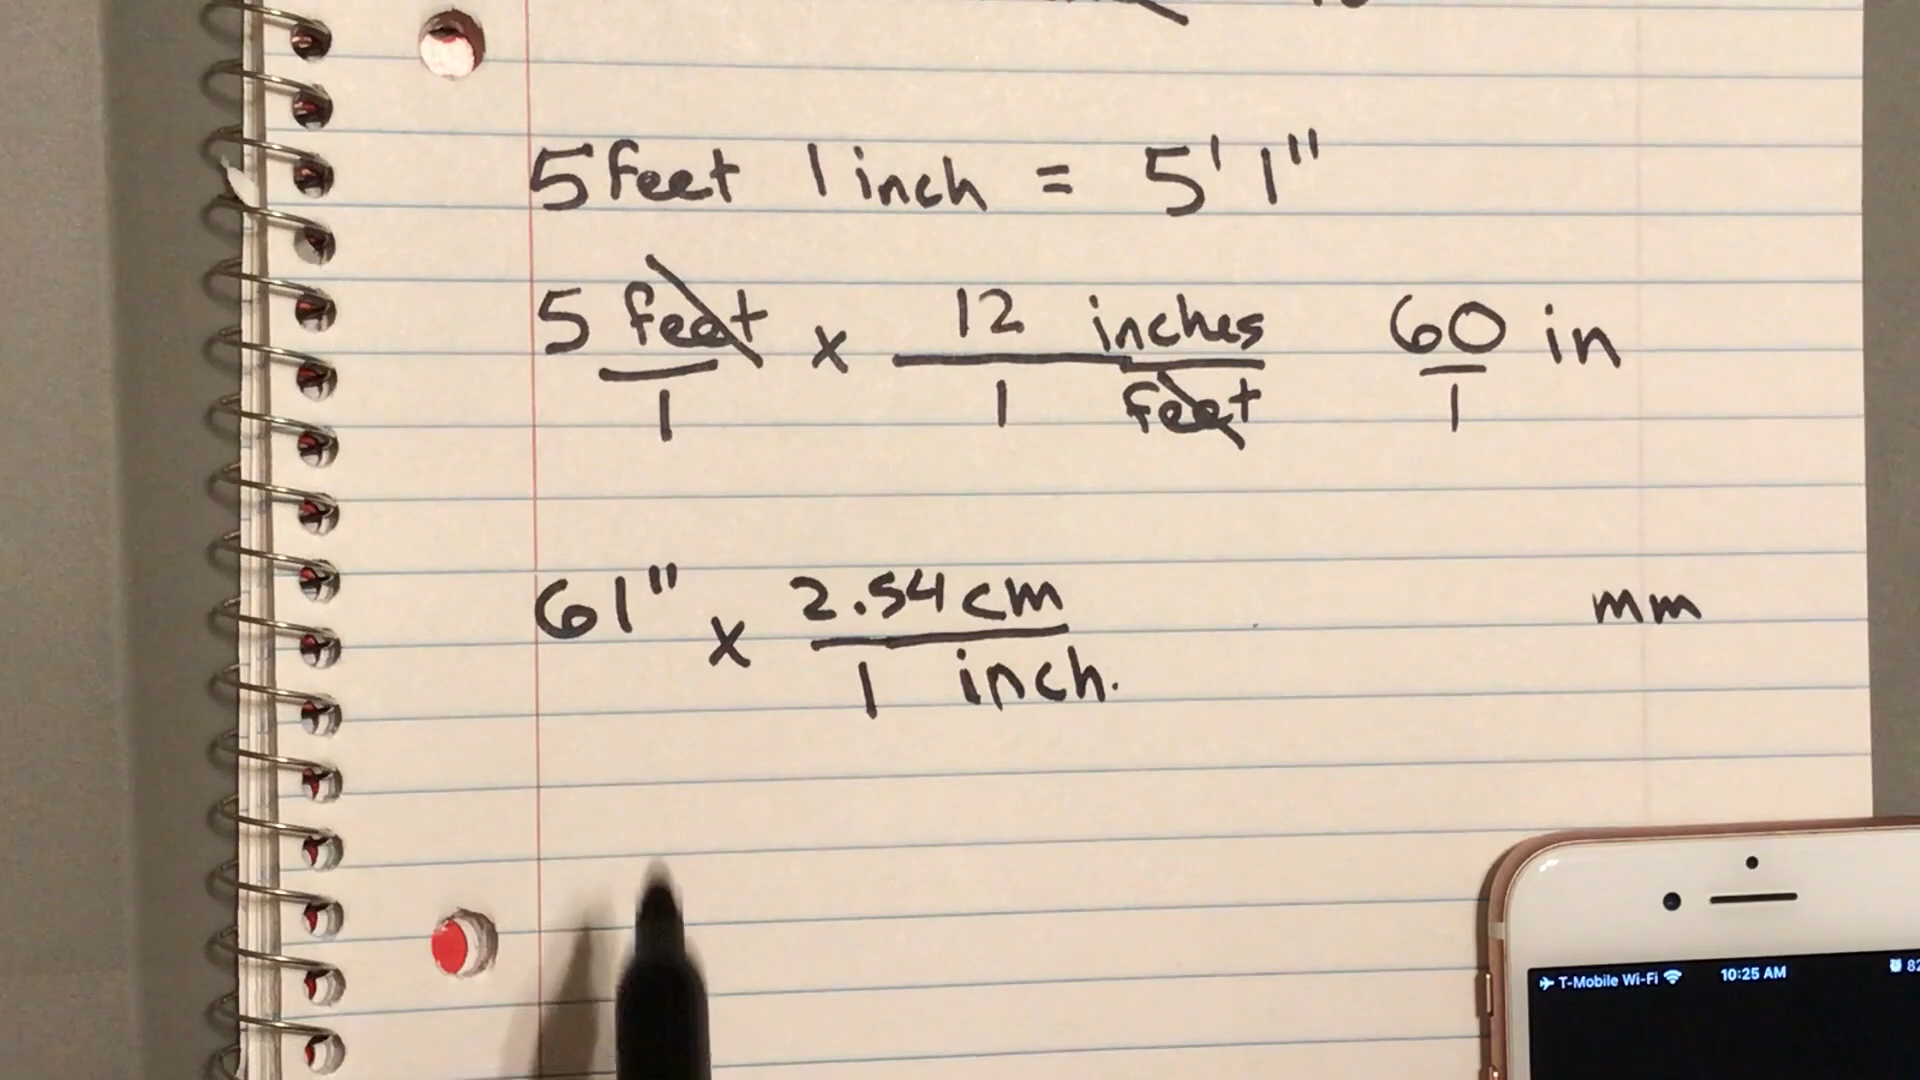 5 feet 1 inch = 5' 1"
5 feet x 12 inches 60 in
1 1 feet 1
61" x 2.54 cm mm
1 inch.
T-Mobile Wi-Fi 10:25 AM 82